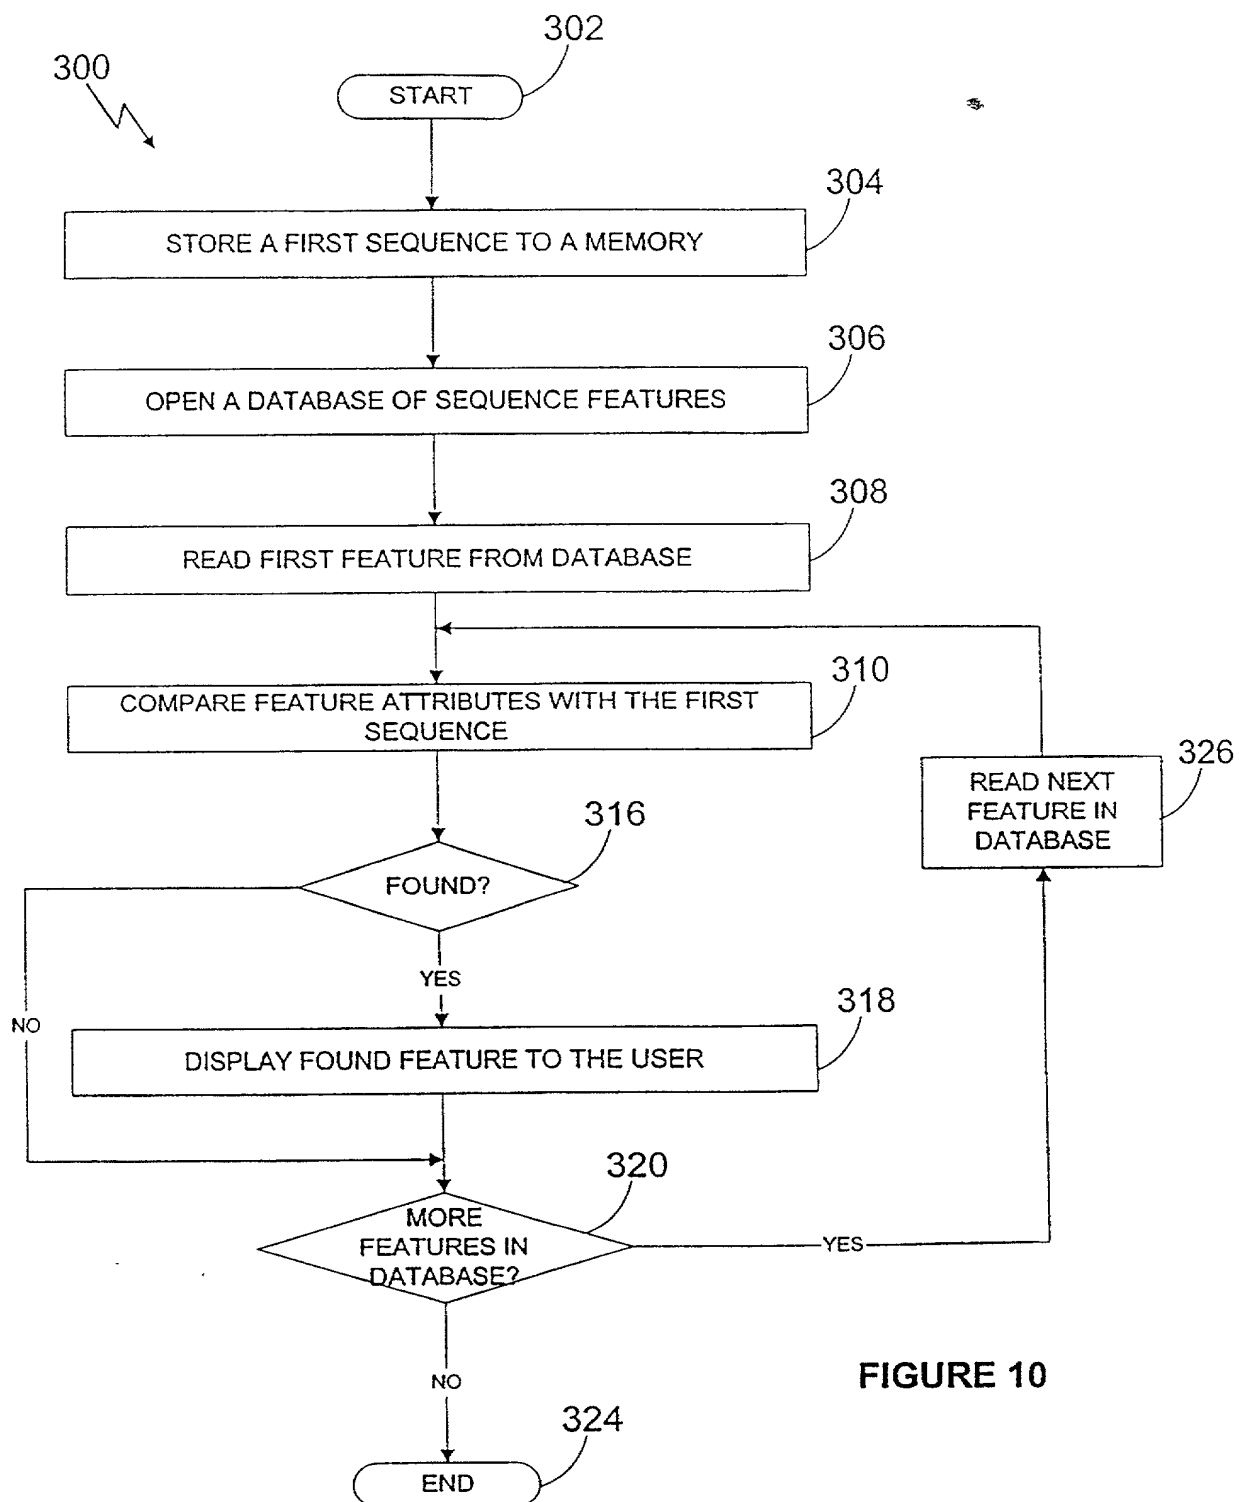 302
300
START
304
STORE A FIRST SEQUENCE TO A MEMORY
306
OPEN A DATABASE OF SEQUENCE FEATURES
308
READ FIRST FEATURE FROM DATABASE
310
COMPARE FEATURE ATTRIBUTES WITH THE FIRST
SEQUENCE
326
READ NEXT
FEATURE IN
DATABASE
316
FOUND?
YES
NO
318
DISPLAY FOUND FEATURE TO THE USER
320
MORE
FEATURES IN
DATABASE?
YES
NO
FIGURE 10
324
END